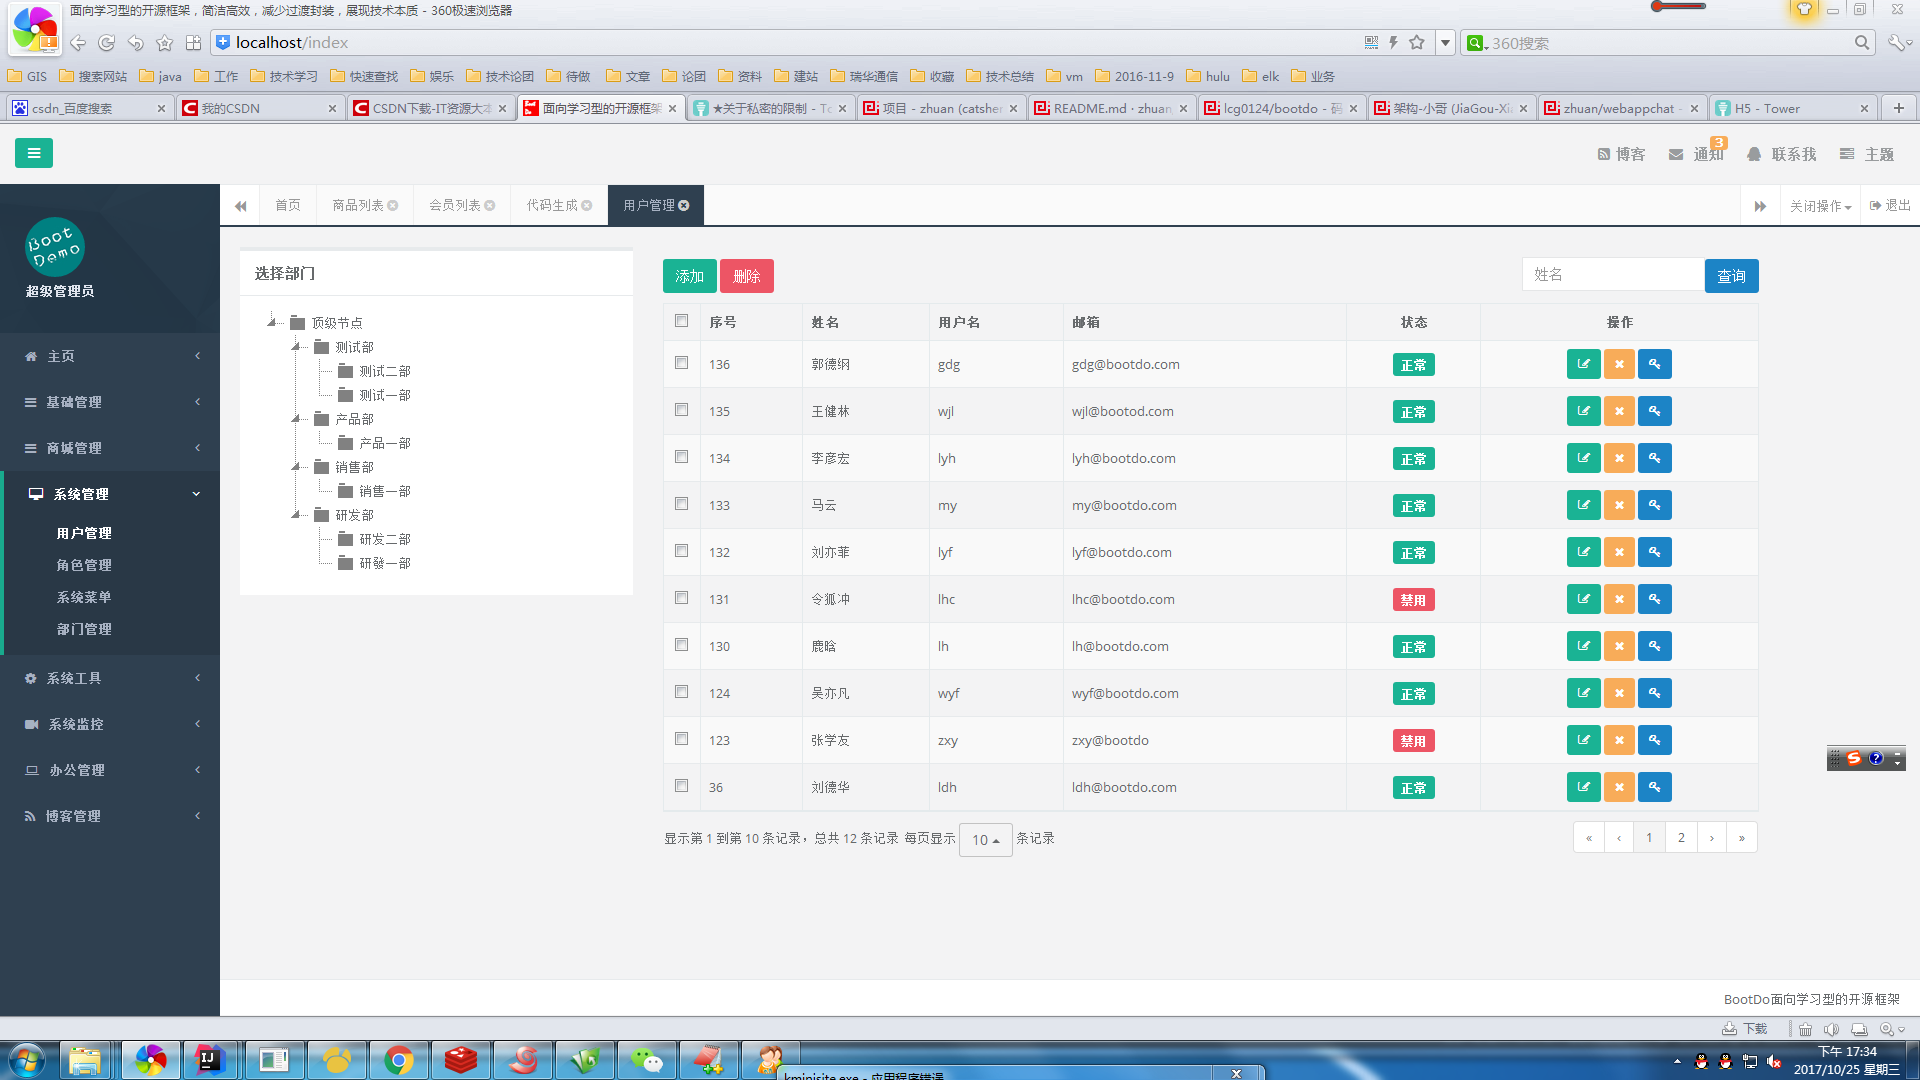 面向学习型的开源框架，简洁高效，减少过渡封装，展现技术本质 - 360极速浏览器
localhost/index
360搜索
GIS 搜索网站 java 工作 技术学习 快速查找 娱乐 技术论团 待做 文章 论团 资料 建站 瑞华通信 收藏 技术总结 vm 2016-11-9 hulu elk 业务
csdn_百度搜索 我的CSDN CSDN下载-IT资源大本 面向学习型的开源框架 ★关于私密的限制 - To 项目 - zhuan (catsher README.md · zhuan lcg0124/bootdo - 码 架构-小哥 (JiaGou-Xia zhuan/webappchat - H5 - Tower
博客 通知 3 联系我 主题
首页 商品列表 会员列表 代码生成 用户管理 关闭操作 退出
Boot Demo
超级管理员
主页
基础管理
商城管理
系统管理
用户管理
角色管理
系统菜单
部门管理
系统工具
系统监控
办公管理
博客管理
选择部门
顶级节点
测试部
测试二部
测试一部
产品部
产品一部
销售部
销售一部
研发部
研发二部
研發一部
添加 删除 姓名 查询
序号 姓名 用户名 邮箱 状态 操作
136 郭德纲 gdg gdg@bootdo.com 正常
135 王健林 wjl wjl@bootod.com 正常
134 李彦宏 lyh lyh@bootdo.com 正常
133 马云 my my@bootdo.com 正常
132 刘亦菲 lyf lyf@bootdo.com 正常
131 令狐冲 lhc lhc@bootdo.com 禁用
130 鹿晗 lh lh@bootdo.com 正常
124 吴亦凡 wyf wyf@bootdo.com 正常
123 张学友 zxy zxy@bootdo 禁用
36 刘德华 ldh ldh@bootdo.com 正常
显示第 1 到第 10 条记录，总共 12 条记录 每页显示 10 条记录
« ‹ 1 2 › »
BootDo面向学习型的开源框架
下载
kminisite.exe - 应用程序错误
下午 17:34
2017/10/25 星期三